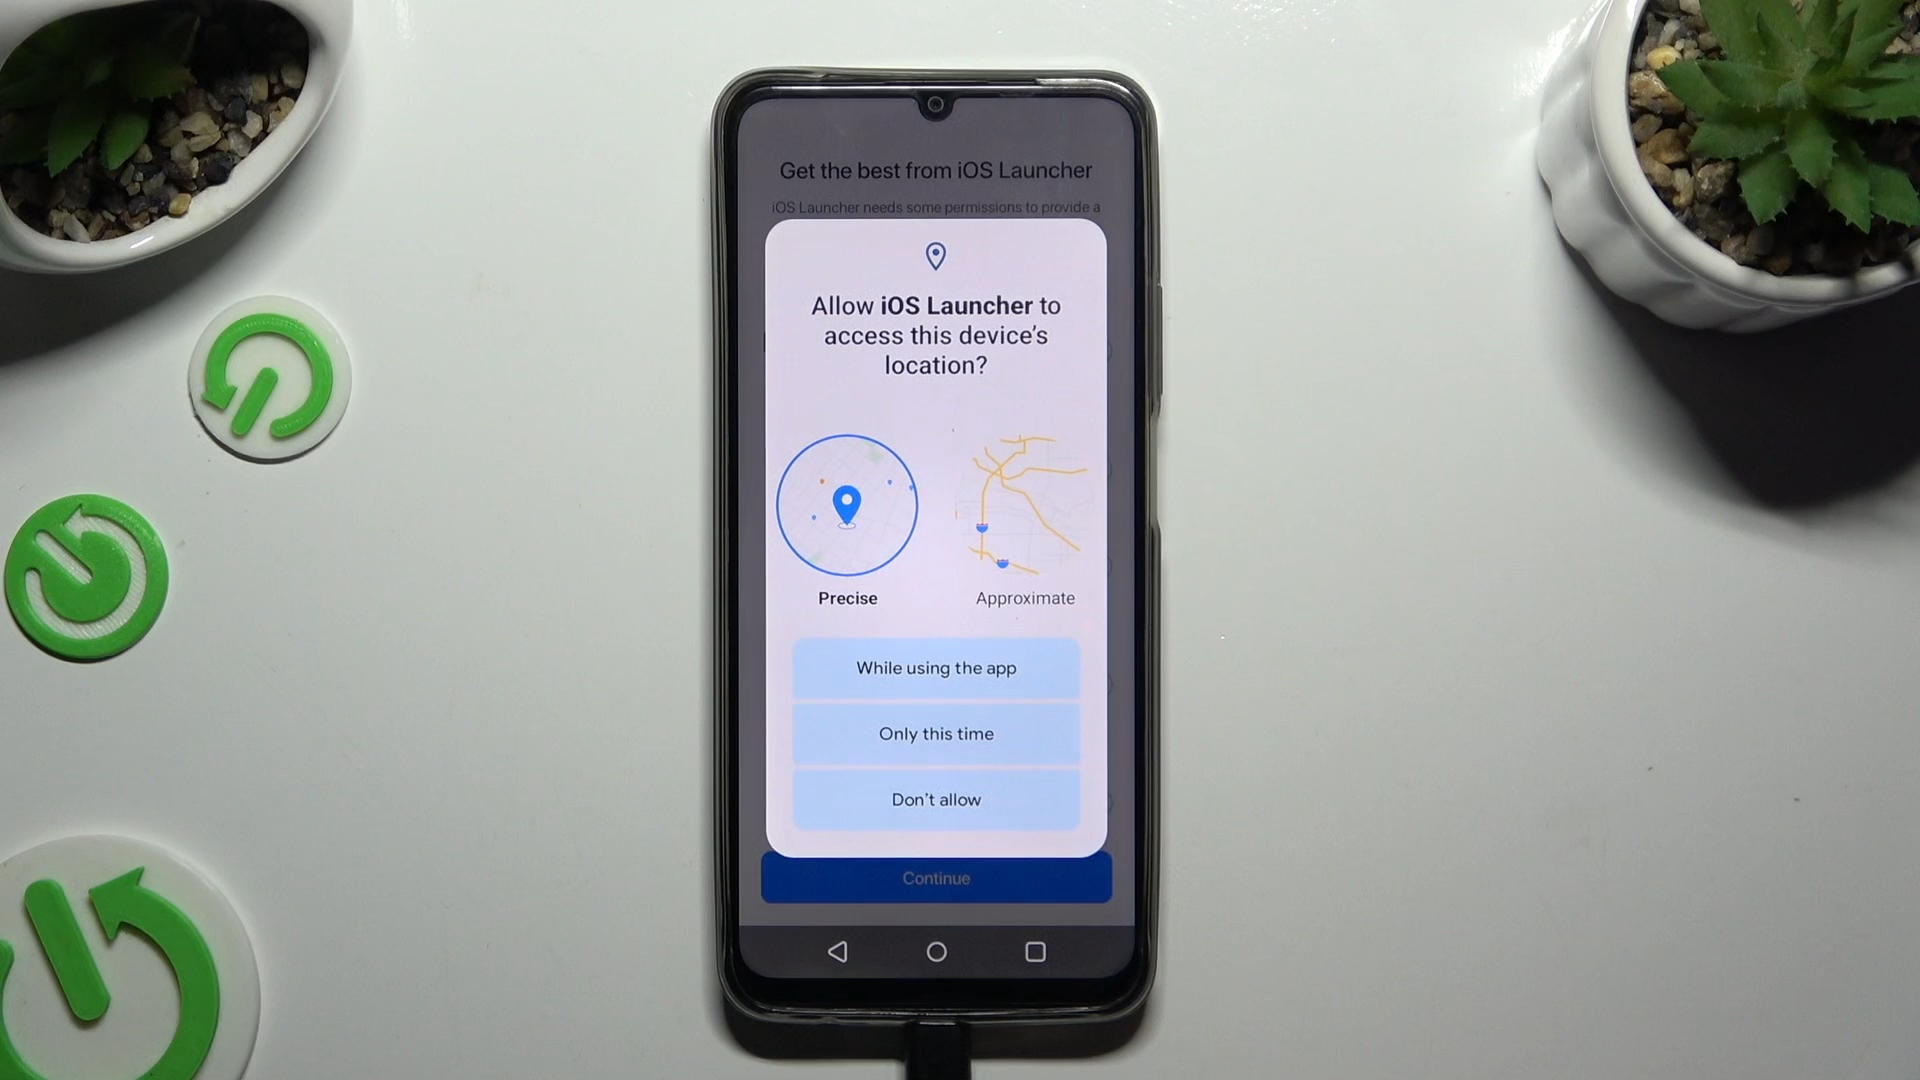 Get the best from iOS Launcher
iOS Launcher needs some permissions to provide a
Allow iOS Launcher to
access this device's
location?
Precise
Approximate
While using the app
Only this time
Don't allow
Continue